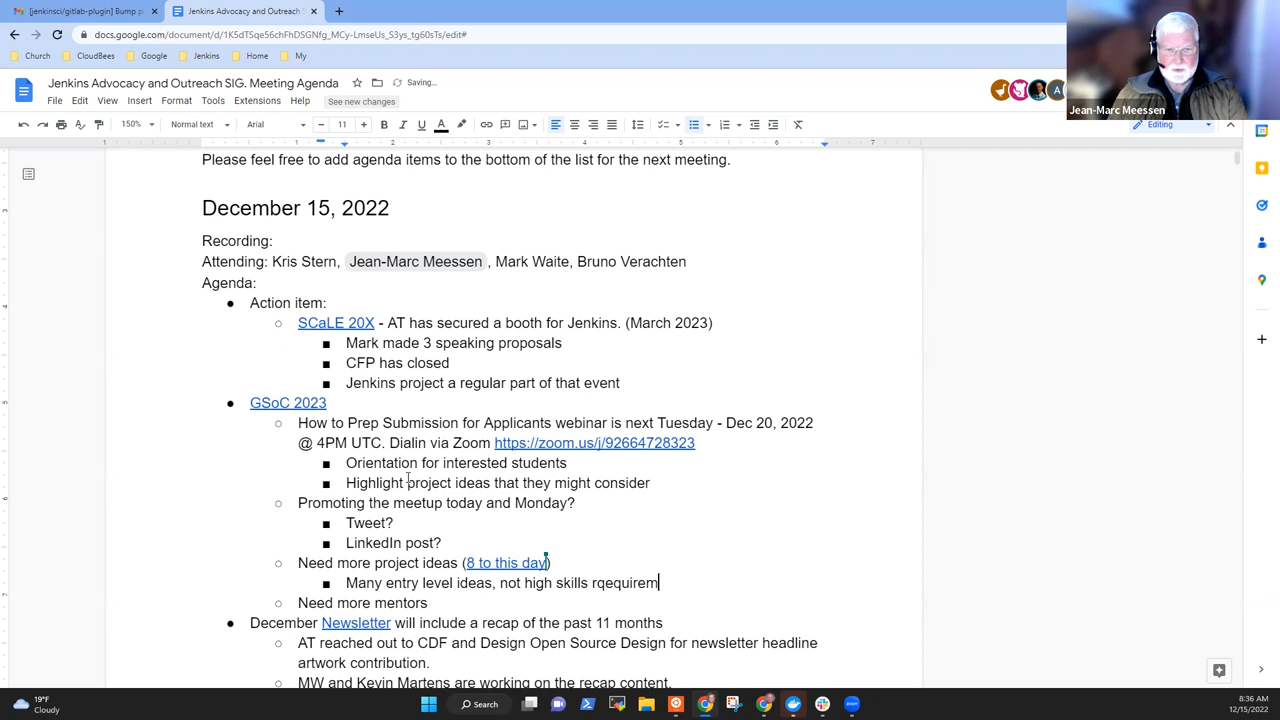 [jenkinsci/gitlab-plugin] Bump p
Jenkins Advocacy and Outreach S
docs.google.com/document/d/1K5dTSqe56chFhDSGNfg_MCy-LmseUs_S3ys_tg60sTs/edit#
Church CloudBees Google Jenkins Home My
Jenkins Advocacy and Outreach SIG. Meeting Agenda Saving...
File Edit View Insert Format Tools Extensions Help See new changes
A
Jean-Marc Meessen
150% Normal text Arial 11 Editing
1 1 2 3 4 5 6 7
Please feel free to add agenda items to the bottom of the list for the next meeting.
December 15, 2022
Recording:
Attending: Kris Stern, Jean-Marc Meessen, Mark Waite, Bruno Verachten
Agenda:
● Action item:
○ SCaLE 20X - AT has secured a booth for Jenkins. (March 2023)
■ Mark made 3 speaking proposals
■ CFP has closed
■ Jenkins project a regular part of that event
● GSoC 2023
○ How to Prep Submission for Applicants webinar is next Tuesday - Dec 20, 2022
@ 4PM UTC. Dialin via Zoom https://zoom.us/j/92664728323
■ Orientation for interested students
■ Highlight project ideas that they might consider
○ Promoting the meetup today and Monday?
■ Tweet?
■ LinkedIn post?
○ Need more project ideas (8 to this day)
■ Many entry level ideas, not high skills rqequirem
○ Need more mentors
● December Newsletter will include a recap of the past 11 months
○ AT reached out to CDF and Design Open Source Design for newsletter headline
artwork contribution.
○ MW and Kevin Martens are working on the recap content.
19°F
Cloudy
Search
8:36 AM
12/15/2022